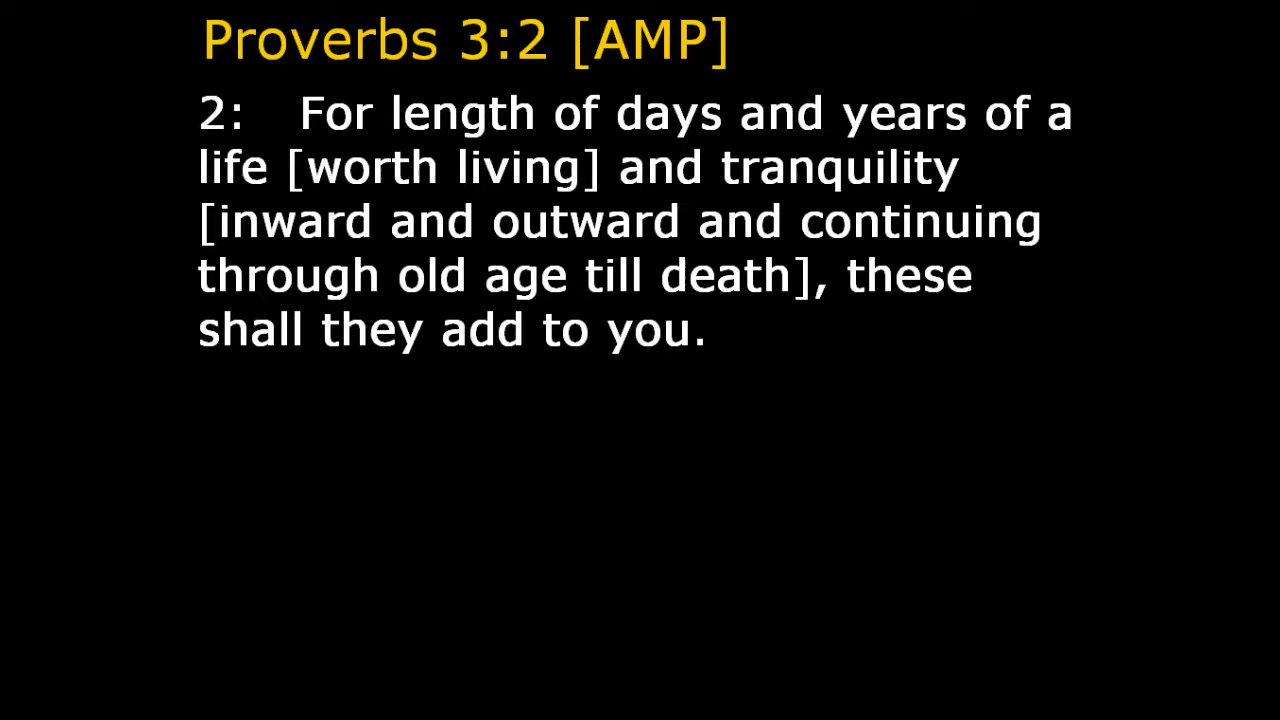 Proverbs 3:2 [AMP]
2: For length of days and years of a
life [worth living] and tranquility
[inward and outward and continuing
through old age till death], these
shall they add to you.